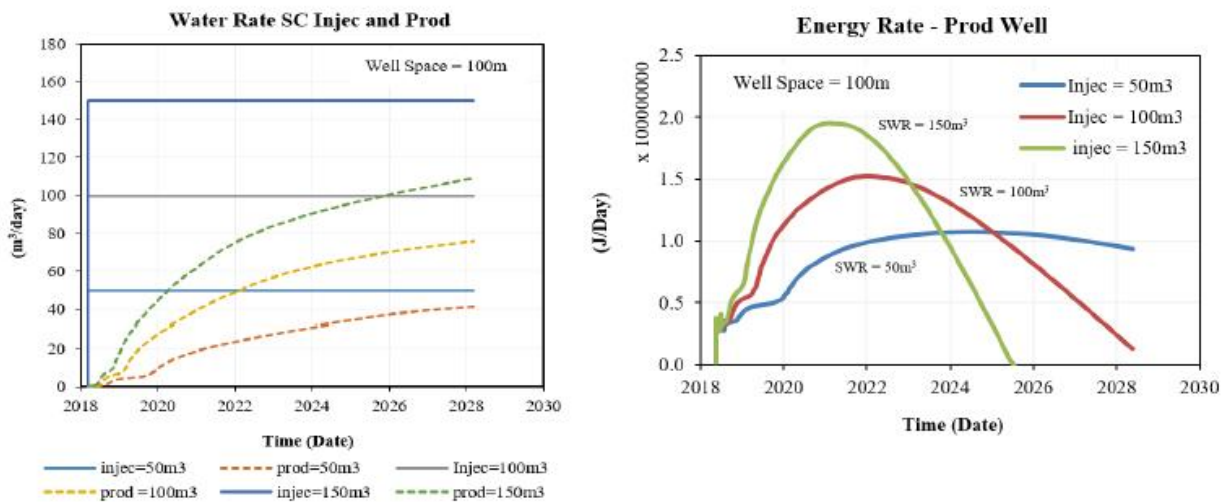 Water Rate SC Injec and Prod
180
160
140
120
100
80
60
40
20
0
(m³/day)
Well Space = 100m
2018 2020 2022 2024 2026 2028 2030
Time (Date)
injec=50m3 prod=50m3 Injec=100m3
prod=100m3 injec=150m3 prod=150m3
Energy Rate - Prod Well
2.5
2.0
1.5
1.0
0.5
0.0
x 100000000
(J/Day)
Well Space = 100m
Injec = 50m3
Injec = 100m3
injec = 150m3
SWR = 150m³
SWR = 100m³
SWR = 50m³
2018 2020 2022 2024 2026 2028 2030
Time (Date)